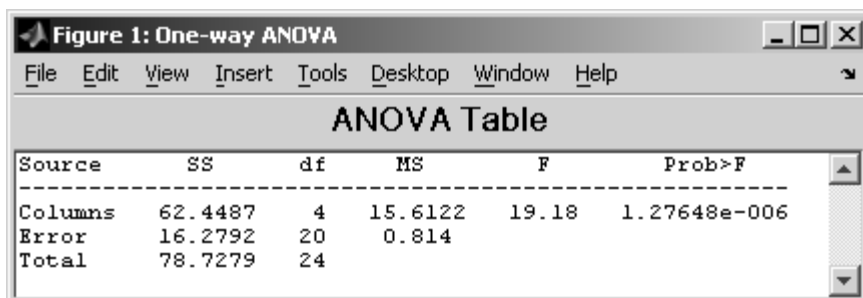 Figure 1: One-way ANOVA
File Edit View Insert Tools Desktop Window Help
ANOVA Table
Source SS df MS F Prob>F
Columns 62.4487 4 15.6122 19.18 1.27648e-006
Error 16.2792 20 0.814
Total 78.7279 24